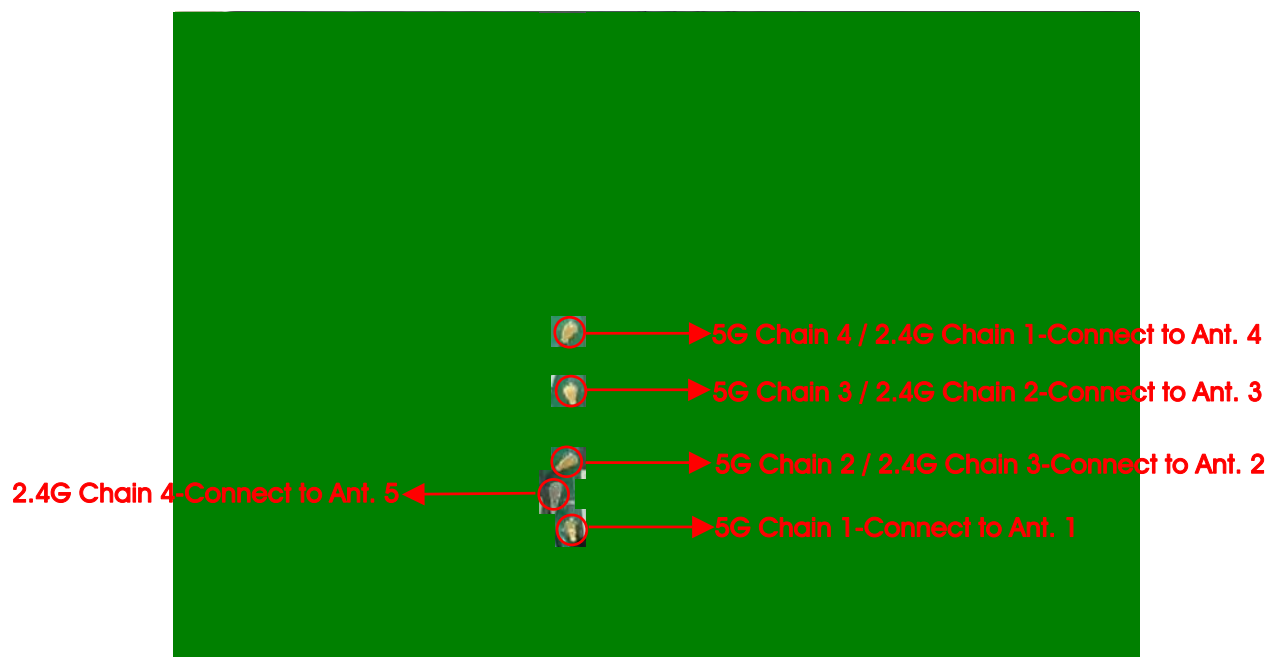 5G Chain 4 / 2.4G Chain 1-Connect to Ant. 4
5G Chain 3 / 2.4G Chain 2-Connect to Ant. 3
5G Chain 2 / 2.4G Chain 3-Connect to Ant. 2
2.4G Chain 4-Connect to Ant. 5
5G Chain 1-Connect to Ant. 1